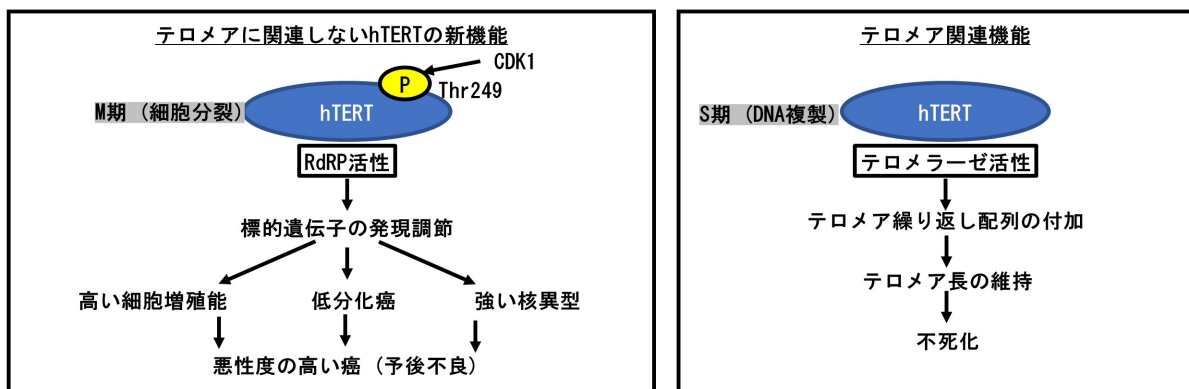 テロメアに関連しないhTERTの新機能
CDK1
P
Thr249
M期（細胞分裂）
hTERT
RdRP活性
標的遺伝子の発現調節
高い細胞増殖能
低分化癌
強い核異型
悪性度の高い癌（予後不良）
テロメア関連機能
S期（DNA複製）
hTERT
テロメラーゼ活性
テロメア繰り返し配列の付加
テロメア長の維持
不死化